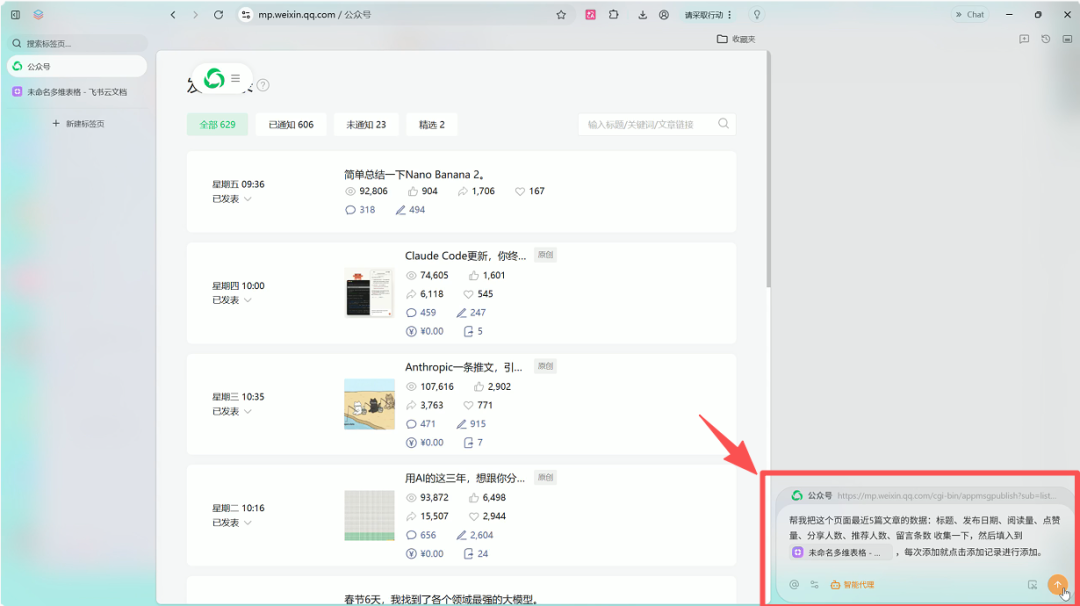 mp.weixin.qq.com / 公众号
请采取行动
Chat
搜索标签页...
公众号
未命名多维表格 - 飞书云文档
+ 新建标签页
收藏夹
全部 629
已通知 606
未通知 23
精选 2
输入标题/关键词/文章链接
星期五 09:36
已发表
简单总结一下Nano Banana 2。
92,806 904 1,706 167
318 494
星期四 10:00
已发表
Claude Code更新，你终... 原创
74,605 1,601
6,118 545
459 247
¥0.00 5
星期三 10:35
已发表
Anthropic一条推文，引... 原创
107,616 2,902
3,763 771
471 915
¥0.00 7
星期二 10:16
已发表
用AI的这三年，想跟你分... 原创
93,872 6,498
15,507 2,944
656 2,604
¥0.00 24
春节6天，我找到了各个领域最强的大模型。
公众号 https://mp.weixin.qq.com/cgi-bin/appmsgpublish?sub=list...
帮我把这个页面最近5篇文章的数据：标题、发布日期、阅读量、点赞
量、分享人数、推荐人数、留言条数 收集一下，然后填入到
未命名多维表格 - ... ，每次添加就点击添加记录进行添加。
智能代理